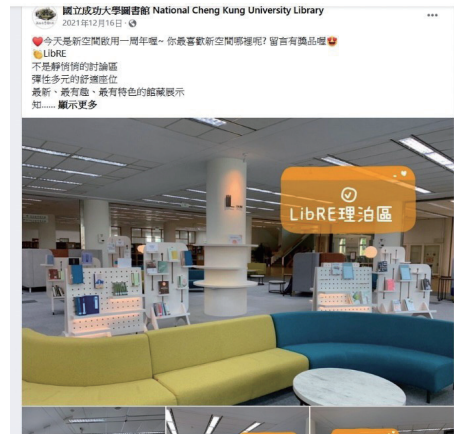 國立成功大學圖書館 National Cheng Kung University Library
2021年12月16日
❤️今天是新空間啟用一周年喔~ 你最喜歡新空間哪裡呢? 留言有獎品喔😍
👏LibRE
不是靜悄悄的討論區
彈性多元的舒適座位
最新、最有趣、最有特色的館藏展示
知...... 顯示更多
LibRE理泊區